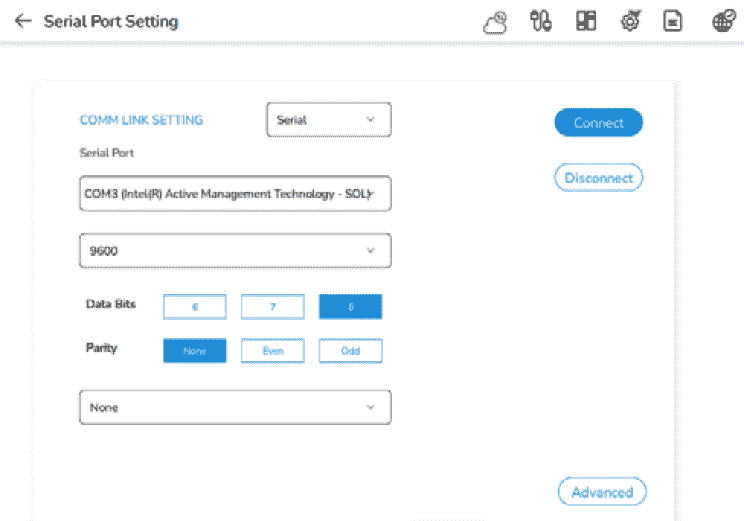 Serial Port Setting
COMM LINK SETTING
Serial
Connect
Serial Port
Disconnect
COM3 (Intel(R) Active Management Technology - SOL)
9600
Data Bits
6
7
8
Parity
None
Even
Odd
None
Advanced